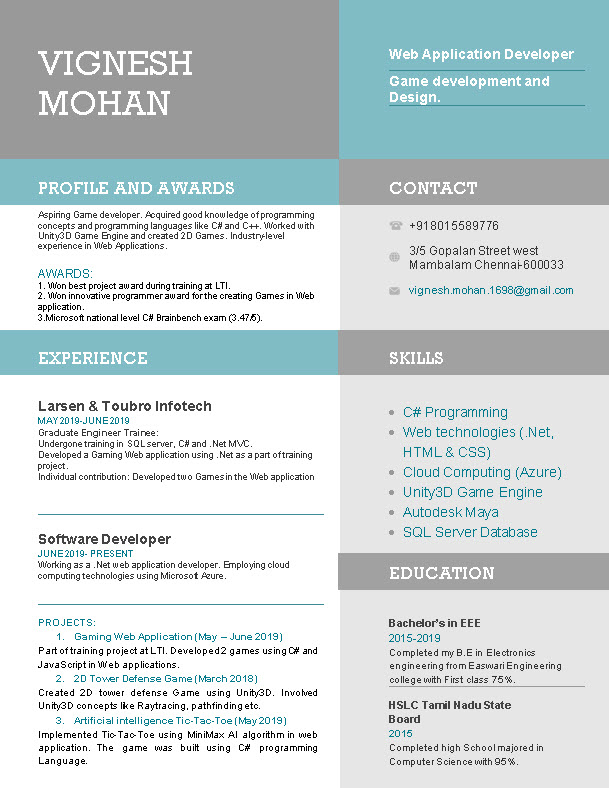 VIGNESH
MOHAN
Web Application Developer
Game development and
Design.
PROFILE AND AWARDS
Aspiring Game developer. Acquired good knowledge of programming
concepts and programming languages like C# and C++. Worked with
Unity3D Game Engine and created 2D Games. Industry-level
experience in Web Applications.
AWARDS:
1. Won best project award during training at LTI.
2. Won innovative programmer award for the creating Games in Web
application.
3.Microsoft national level C# Brainbench exam (3.47/5).
CONTACT
+918015589776
3/5 Gopalan Street west
Mambalam Chennai-600033
vignesh.mohan.1698@gmail.com
EXPERIENCE
Larsen & Toubro Infotech
MAY2019-JUNE2019
Graduate Engineer Trainee:
Undergone training in SQL server, C# and .Net MVC.
Developed a Gaming Web application using .Net as a part of training
project.
Individual contribution: Developed two Games in the Web application
Software Developer
JUNE2019- PRESENT
Working as a .Net web application developer. Employing cloud
computing technologies using Microsoft Azure.
PROJECTS:
1. Gaming Web Application (May – June 2019)
Part of training project at LTI. Developed 2 games using C# and
JavaScript in Web applications.
2. 2D Tower Defense Game (March 2018)
Created 2D tower defense Game using Unity3D. Involved
Unity3D concepts like Raytracing, pathfinding etc.
3. Artificial intelligence Tic-Tac-Toe (May 2019)
Implemented Tic-Tac-Toe using MiniMax AI algorithm in web
application. The game was built using C# programming
Language.
SKILLS
• C# Programming
• Web technologies (.Net,
HTML & CSS)
• Cloud Computing (Azure)
• Unity3D Game Engine
• Autodesk Maya
• SQL Server Database
EDUCATION
Bachelor's in EEE
2015-2019
Completed my B.E in Electronics
engineering from Easwari Engineering
college with First class 75%.
HSLC Tamil Nadu State
Board
2015
Completed high School majored in
Computer Science with 95%.